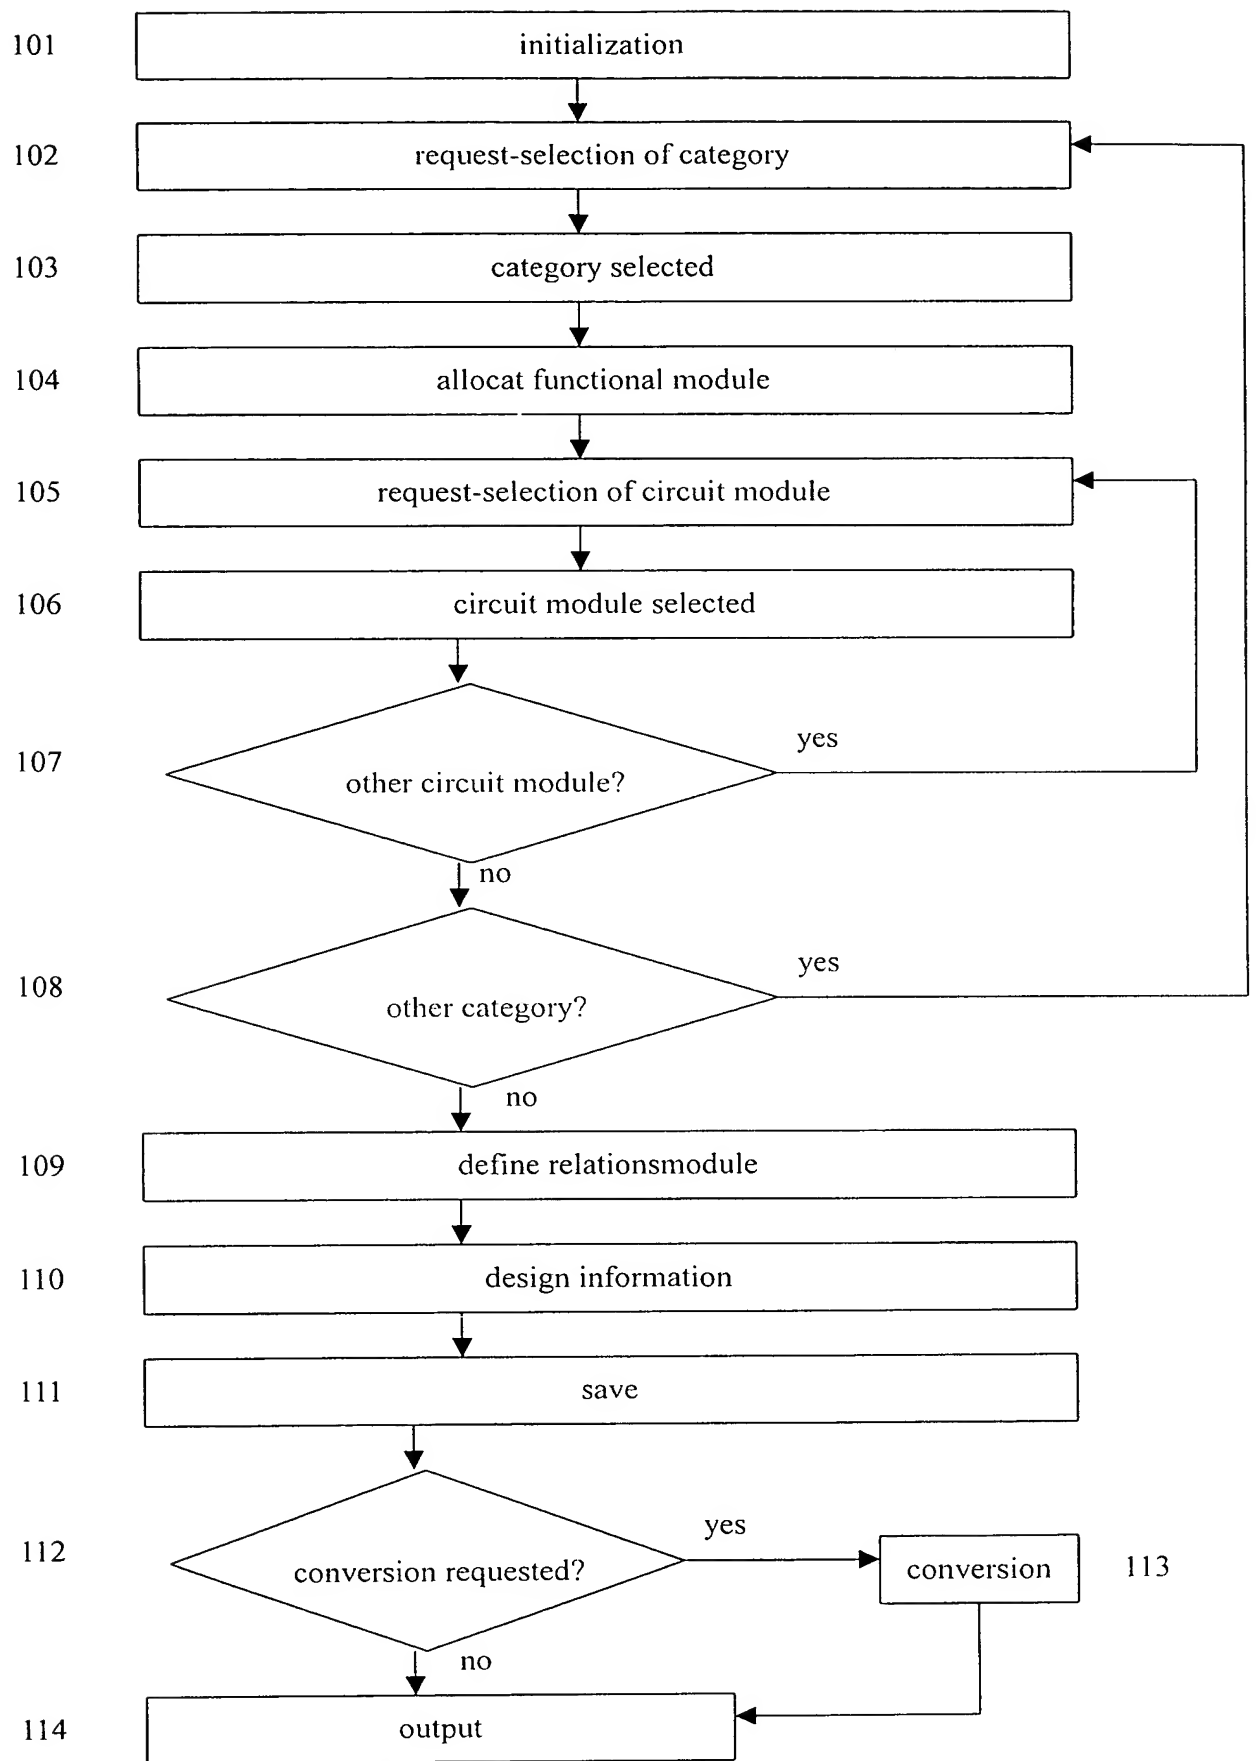 101 initialization
102 request-selection of category
103 category selected
104 allocat functional module
105 request-selection of circuit module
106 circuit module selected
yes
107 other circuit module?
no
yes
108 other category?
no
109 define relationsmodule
110 design information
111 save
yes
112 conversion requested? conversion 113
no
114 output